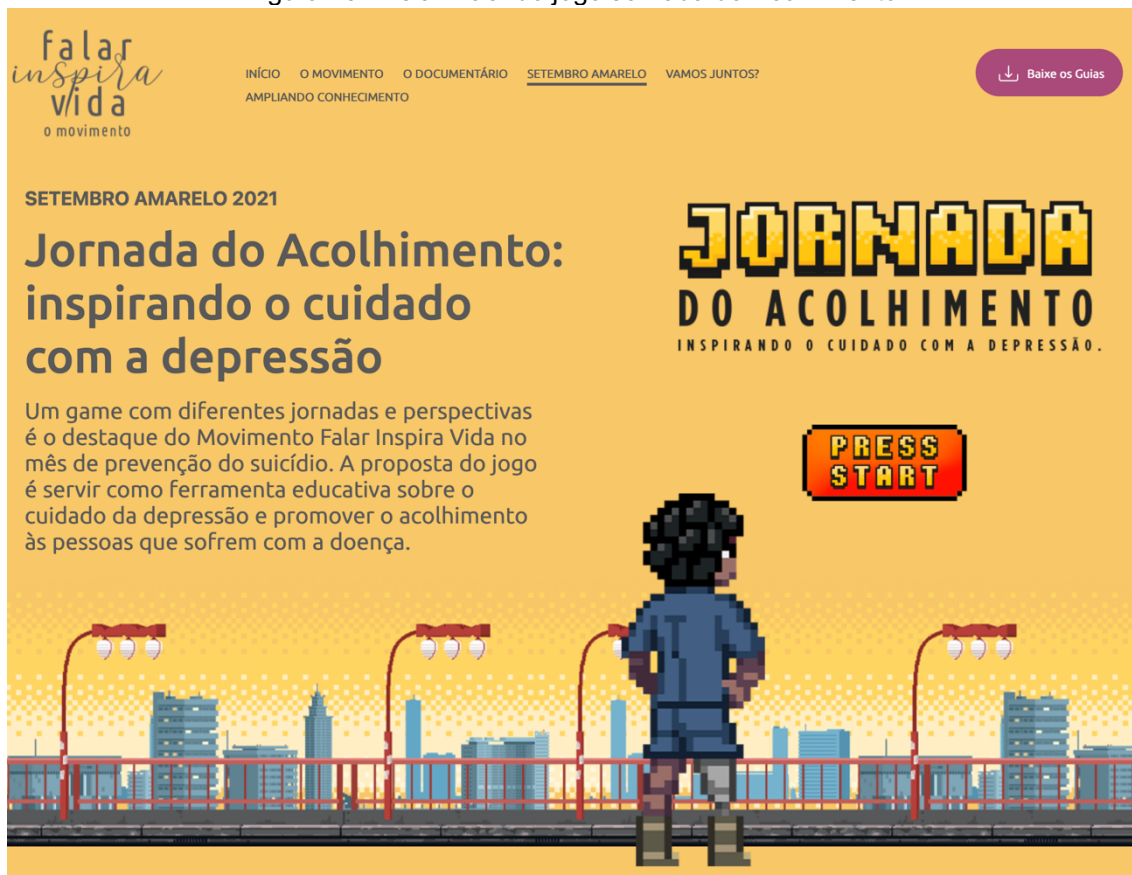 falar
inspira
vida
o movimento
INÍCIO O MOVIMENTO O DOCUMENTÁRIO SETEMBRO AMARELO VAMOS JUNTOS?
AMPLIANDO CONHECIMENTO
Baixe os Guias
SETEMBRO AMARELO 2021
Jornada do Acolhimento:
inspirando o cuidado
com a depressão
Um game com diferentes jornadas e perspectivas
é o destaque do Movimento Falar Inspira Vida no
mês de prevenção do suicídio. A proposta do jogo
é servir como ferramenta educativa sobre o
cuidado da depressão e promover o acolhimento
às pessoas que sofrem com a doença.
JORNADA
DO ACOLHIMENTO
INSPIRANDO O CUIDADO COM A DEPRESSÃO.
PRESS
START